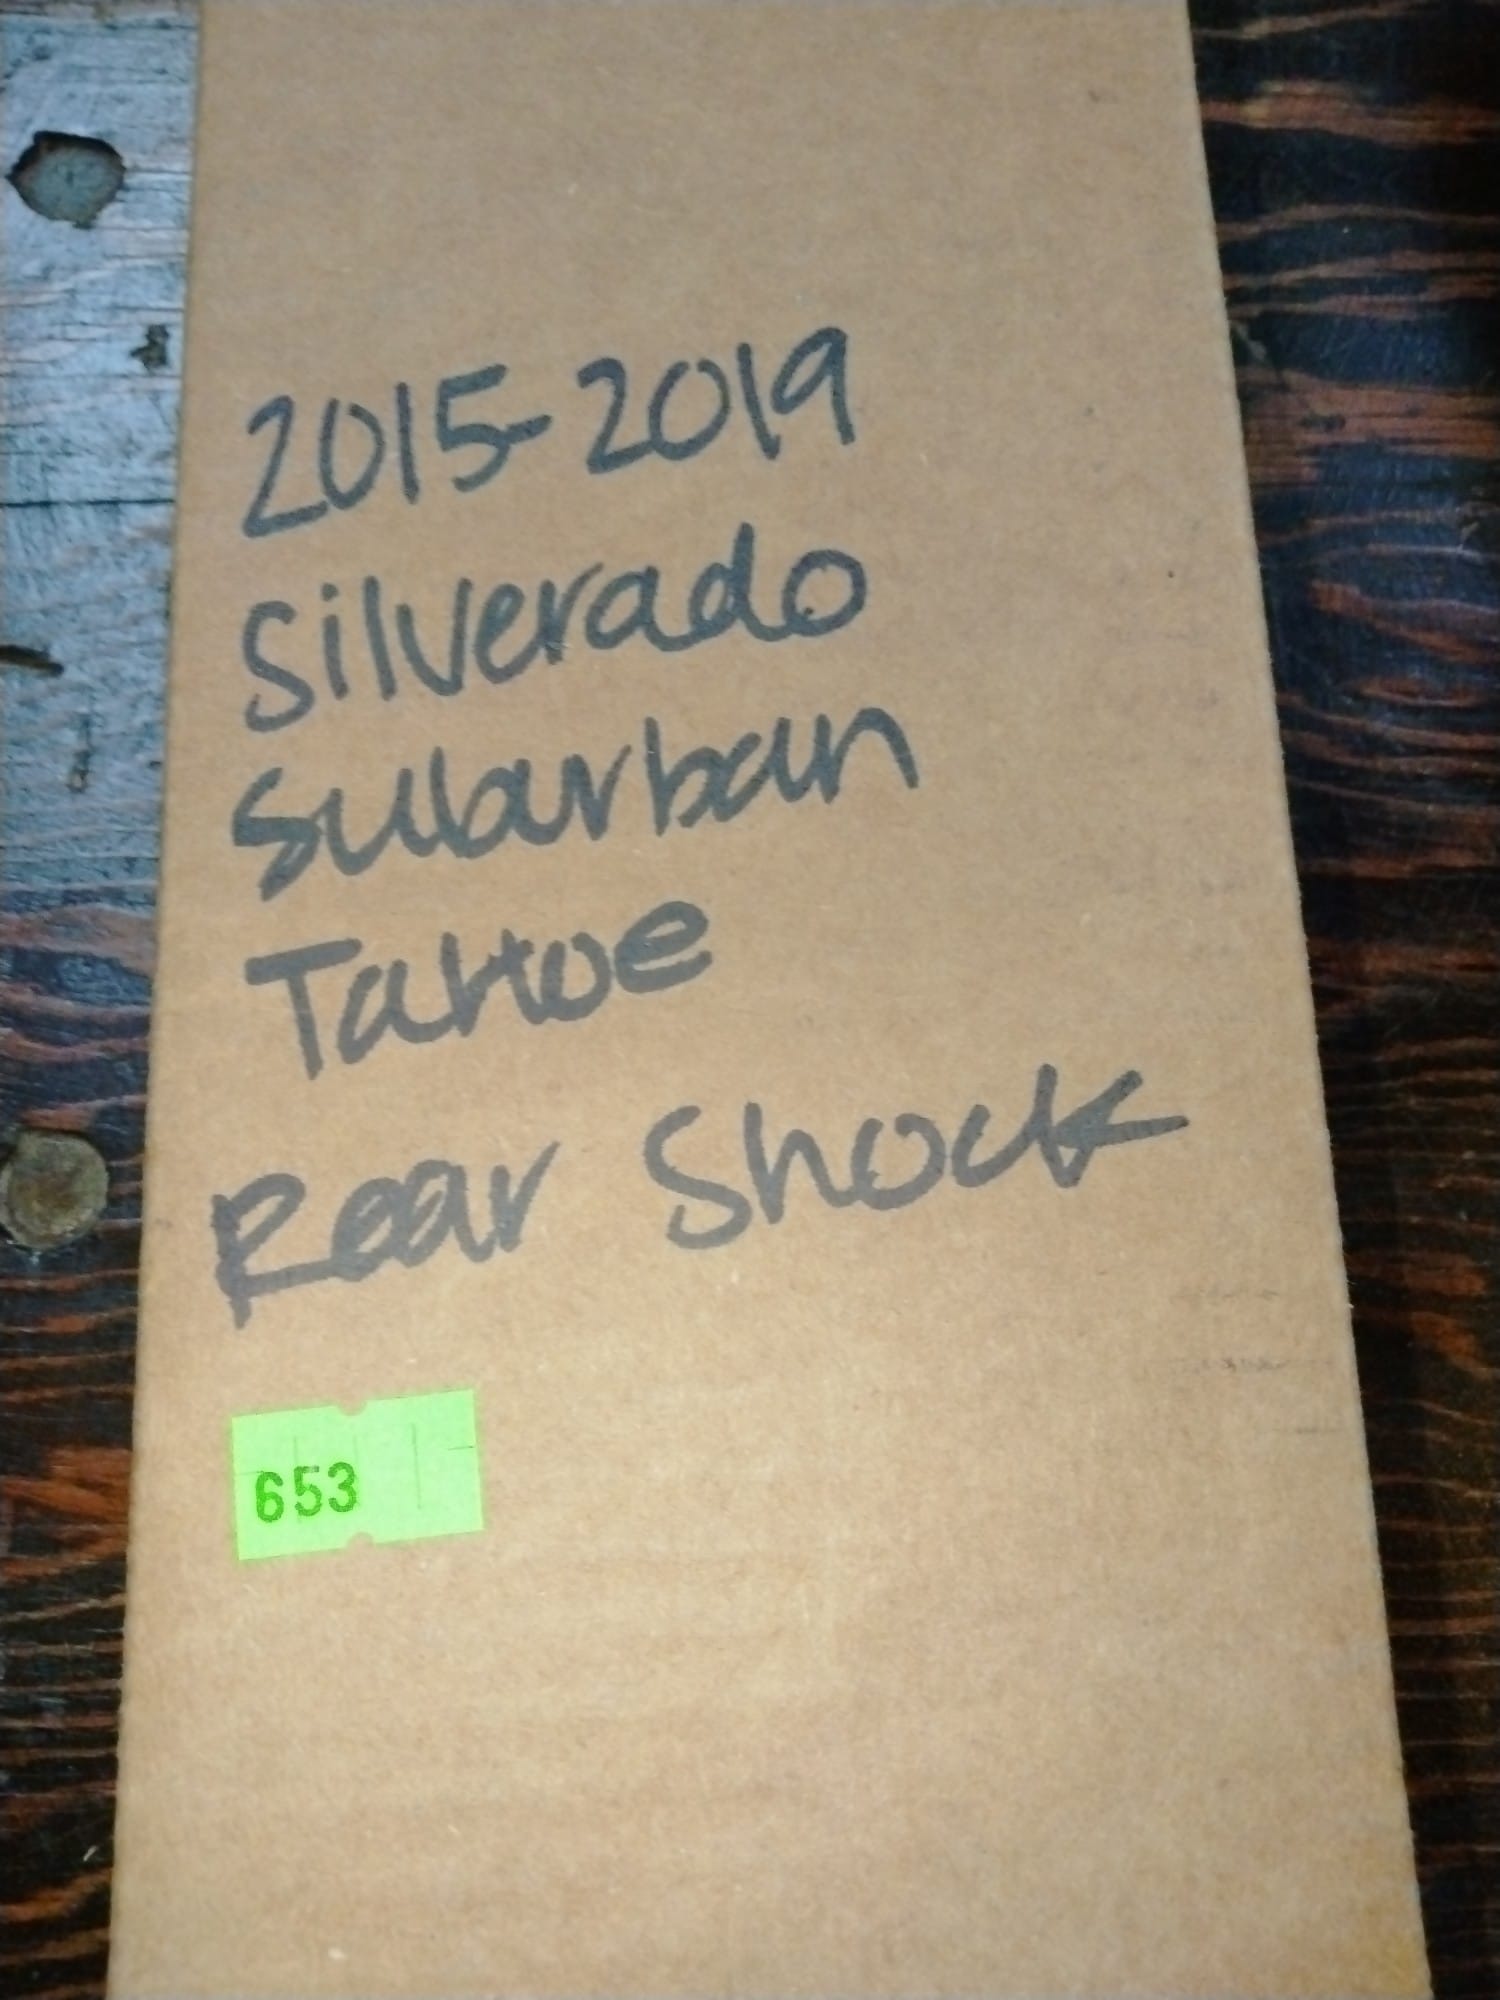 2015-2019
Silverado
Suburban
Tahoe
Rear Shock
653